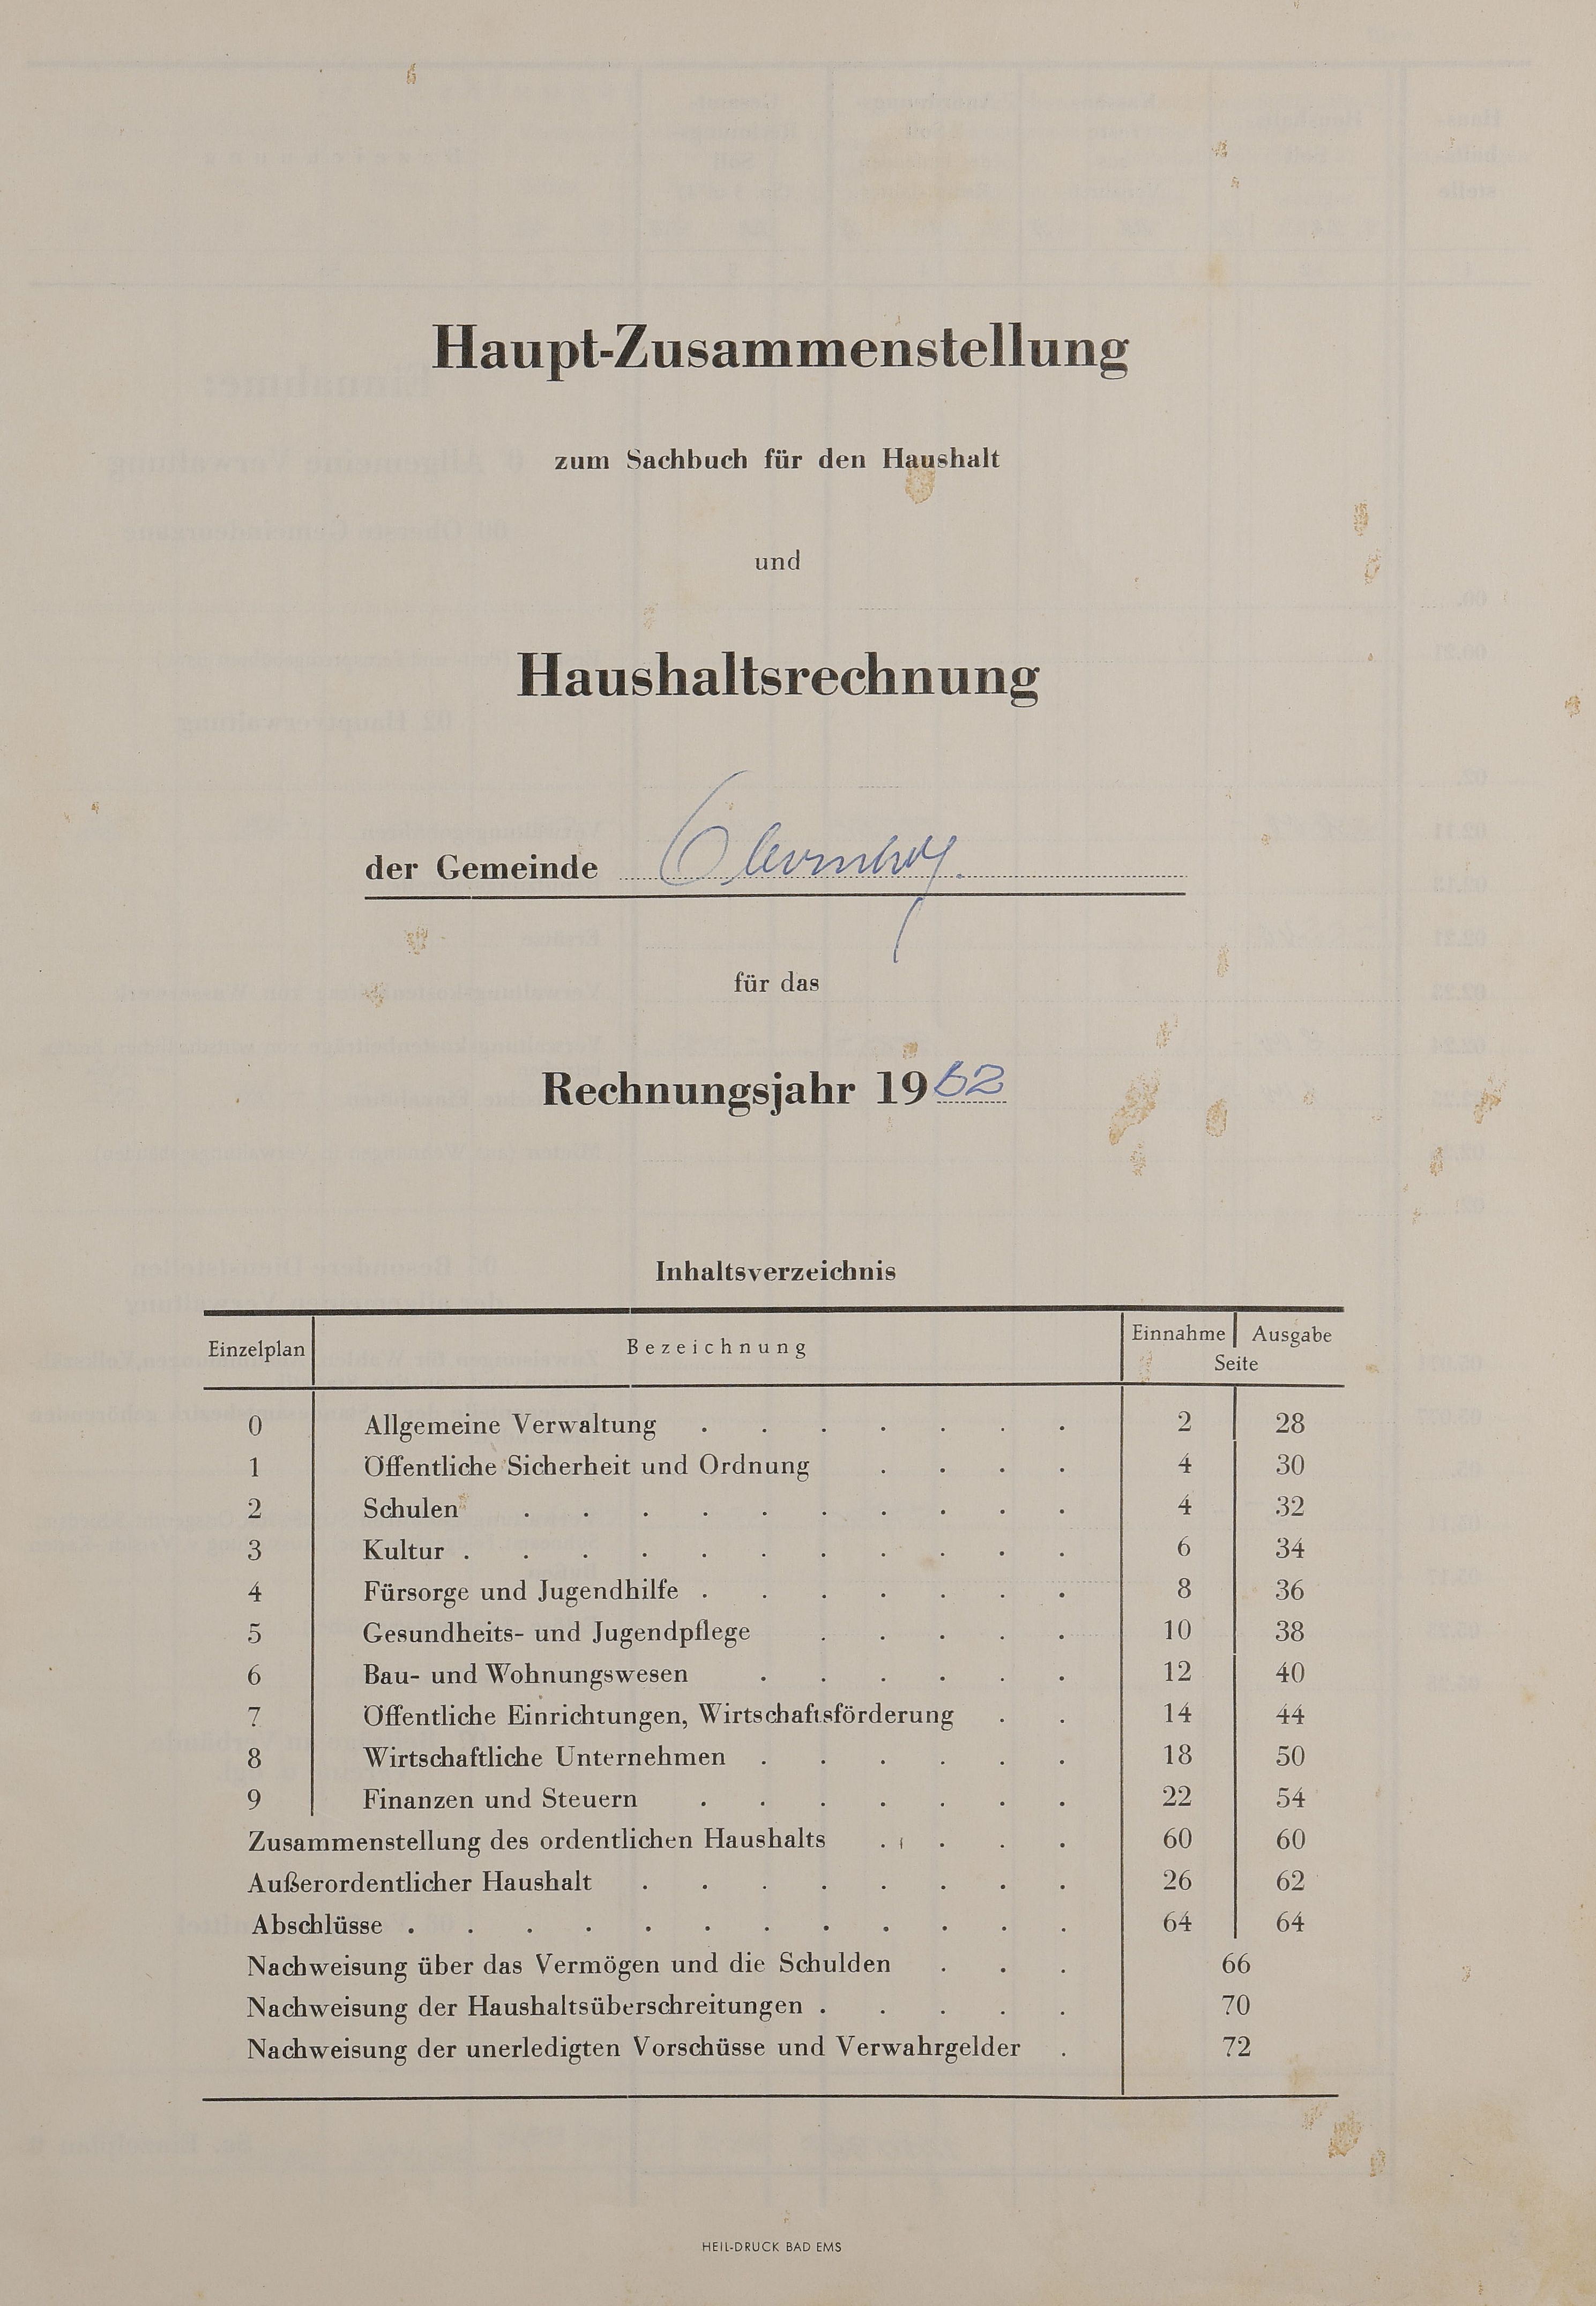 Haupt-Zusammenstellung
zum Sachbuch für den Haushalt
und
Haushaltsrechnung
der Gemeinde Obernhof
für das
Rechnungsjahr 1962
Inhaltsverzeichnis
Einzelplan Bezeichnung Einnahme Ausgabe
Seite
0 Allgemeine Verwaltung . . . . . . . 2 28
1 Öffentliche Sicherheit und Ordnung . . . . 4 30
2 Schulen . . . . . . . . . . 4 32
3 Kultur . . . . . . . . . . . 6 34
4 Fürsorge und Jugendhilfe . . . . . . . 8 36
5 Gesundheits- und Jugendpflege . . . . . 10 38
6 Bau- und Wohnungswesen . . . . . . 12 40
7 Öffentliche Einrichtungen, Wirtschaftsförderung . . 14 44
8 Wirtschaftliche Unternehmen . . . . . . 18 50
9 Finanzen und Steuern . . . . . . . 22 54
Zusammenstellung des ordentlichen Haushalts . . . . 60 60
Außerordentlicher Haushalt . . . . . . . . 26 62
Abschlüsse . . . . . . . . . . . . 64 64
Nachweisung über das Vermögen und die Schulden . . . 66
Nachweisung der Haushaltsüberschreitungen . . . . . 70
Nachweisung der unerledigten Vorschüsse und Verwahrgelder . 72
HEIL-DRUCK BAD EMS